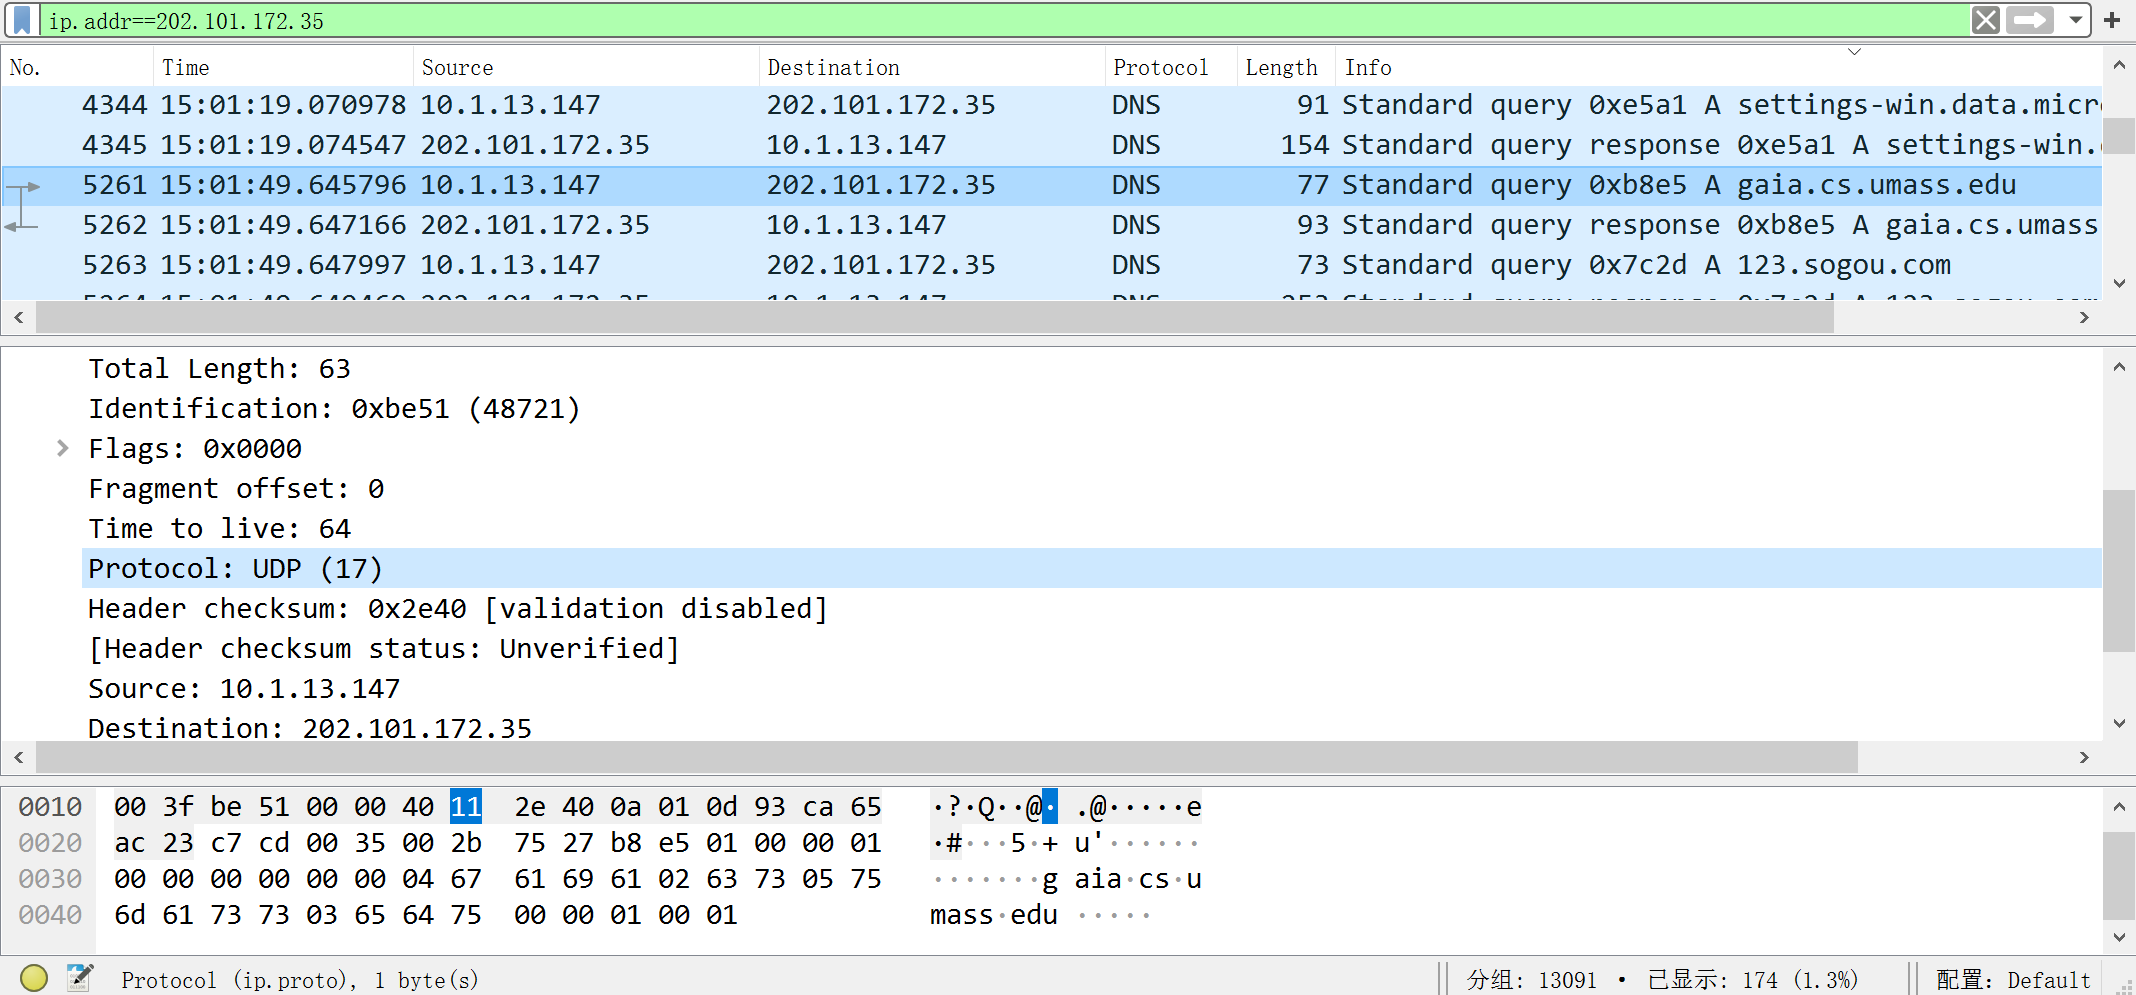 ip.addr==202.101.172.35
No. Time Source Destination Protocol Length Info
4344 15:01:19.070978 10.1.13.147 202.101.172.35 DNS 91 Standard query 0xe5a1 A settings-win.data.micr
4345 15:01:19.074547 202.101.172.35 10.1.13.147 DNS 154 Standard query response 0xe5a1 A settings-win.
5261 15:01:49.645796 10.1.13.147 202.101.172.35 DNS 77 Standard query 0xb8e5 A gaia.cs.umass.edu
5262 15:01:49.647166 202.101.172.35 10.1.13.147 DNS 93 Standard query response 0xb8e5 A gaia.cs.umass
5263 15:01:49.647997 10.1.13.147 202.101.172.35 DNS 73 Standard query 0x7c2d A 123.sogou.com
Total Length: 63
Identification: 0xbe51 (48721)
Flags: 0x0000
Fragment offset: 0
Time to live: 64
Protocol: UDP (17)
Header checksum: 0x2e40 [validation disabled]
[Header checksum status: Unverified]
Source: 10.1.13.147
Destination: 202.101.172.35
0010 00 3f be 51 00 00 40 11 2e 40 0a 01 0d 93 ca 65 ·?·Q··@· .@·····e
0020 ac 23 c7 cd 00 35 00 2b 75 27 b8 e5 01 00 00 01 ·#···5·+ u'······
0030 00 00 00 00 00 00 04 67 61 69 61 02 63 73 05 75 ·······g aia·cs·u
0040 6d 61 73 73 03 65 64 75 00 00 01 00 01 mass·edu ·····
Protocol (ip.proto), 1 byte(s) 分组: 13091 · 已显示: 174 (1.3%) 配置: Default